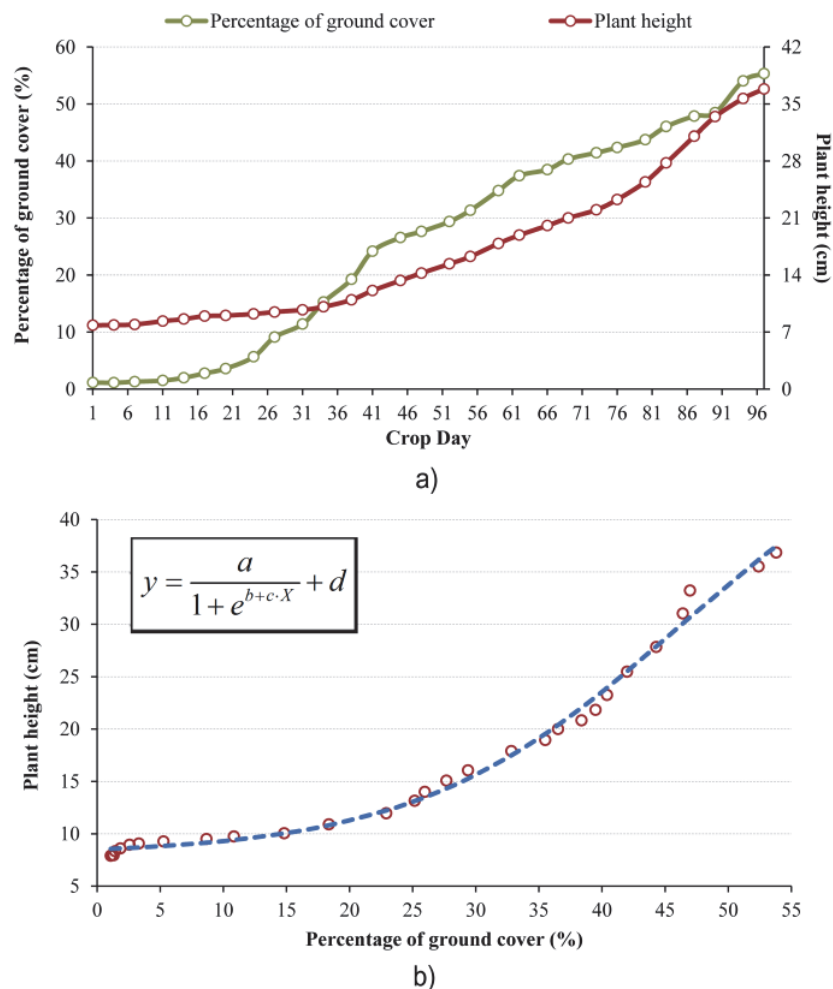 Percentage of ground cover Plant height
60 42
50 35
40 28
30 21
20 14
10 7
0 0
Percentage of ground cover (%)
Plant height (cm)
1 6 11 16 21 26 31 36 41 46 51 56 61 66 71 76 81 86 91 96
Crop Day
a)
40
35
30
25
20
15
10
5
y = a / (1 + e^{b+c·X}) + d
Plant height (cm)
0 5 10 15 20 25 30 35 40 45 50 55
Percentage of ground cover (%)
b)